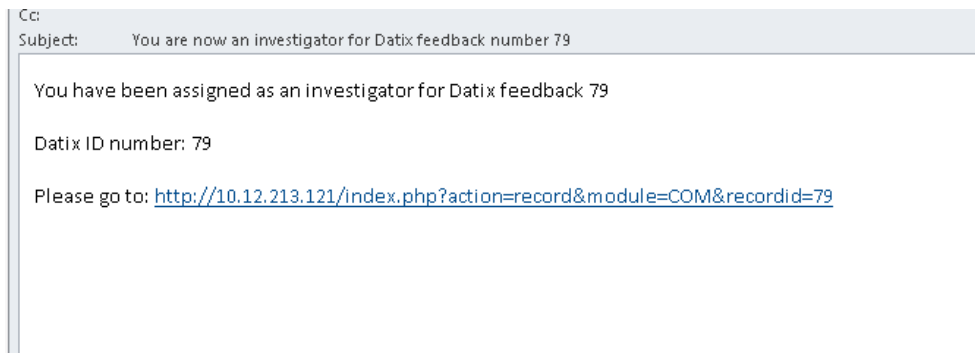 Cc:
Subject: You are now an investigator for Datix feedback number 79
You have been assigned as an investigator for Datix feedback 79
Datix ID number: 79
Please go to: http://10.12.213.121/index.php?action=record&module=COM&recordid=79